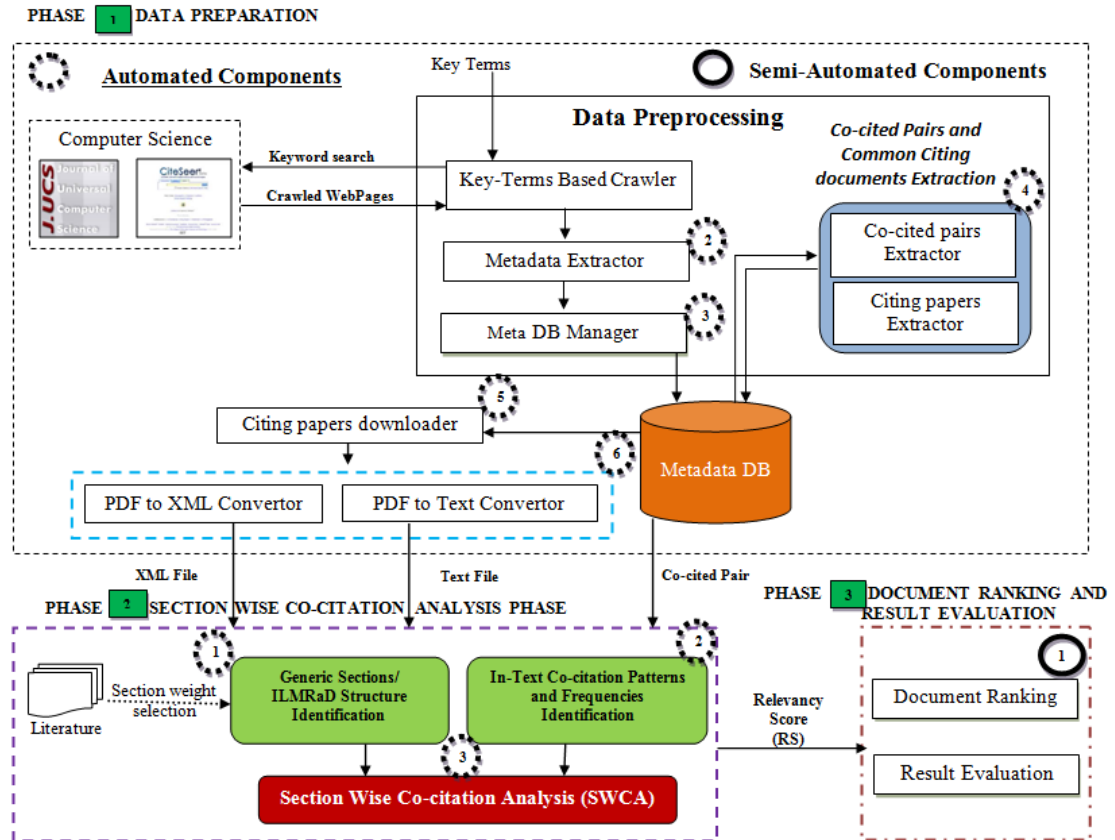 PHASE 1 DATA PREPARATION
Automated Components
Key Terms
Semi-Automated Components
Data Preprocessing
Computer Science
J.UCS
Journal of
Universal
Computer
Science
CiteSeer
Keyword search
Crawled WebPages
Key-Terms Based Crawler
Co-cited Pairs and
Common Citing
documents Extraction
4
Co-cited pairs
Extractor
Citing papers
Extractor
2
Metadata Extractor
3
Meta DB Manager
5
Citing papers downloader
6
Metadata DB
PDF to XML Convertor
PDF to Text Convertor
XML File
Text File
Co-cited Pair
PHASE 2 SECTION WISE CO-CITATION ANALYSIS PHASE
PHASE 3 DOCUMENT RANKING AND
RESULT EVALUATION
1
2
Literature
Section weight
selection
Generic Sections/
ILMRaD Structure
Identification
In-Text Co-citation Patterns
and Frequencies
Identification
3
Section Wise Co-citation Analysis (SWCA)
Relevancy
Score
(RS)
1
Document Ranking
Result Evaluation